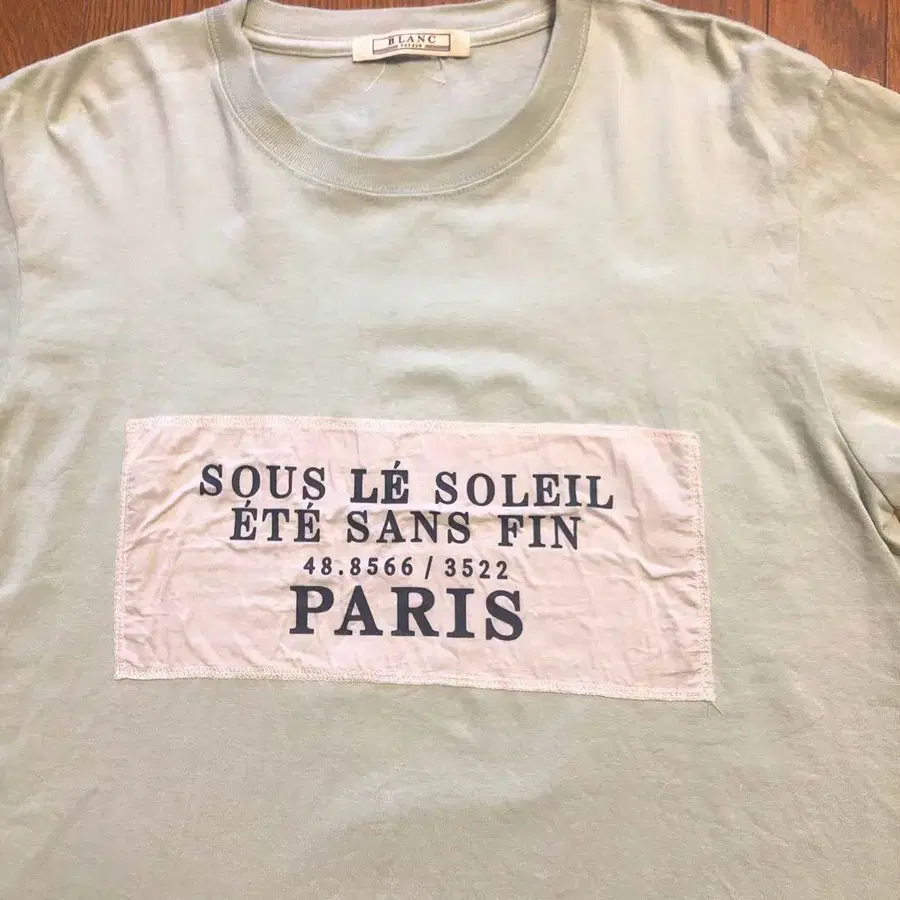 BLANC
SOUS LÉ SOLEIL
ÉTÉ SANS FIN
48.8566 / 3522
PARIS